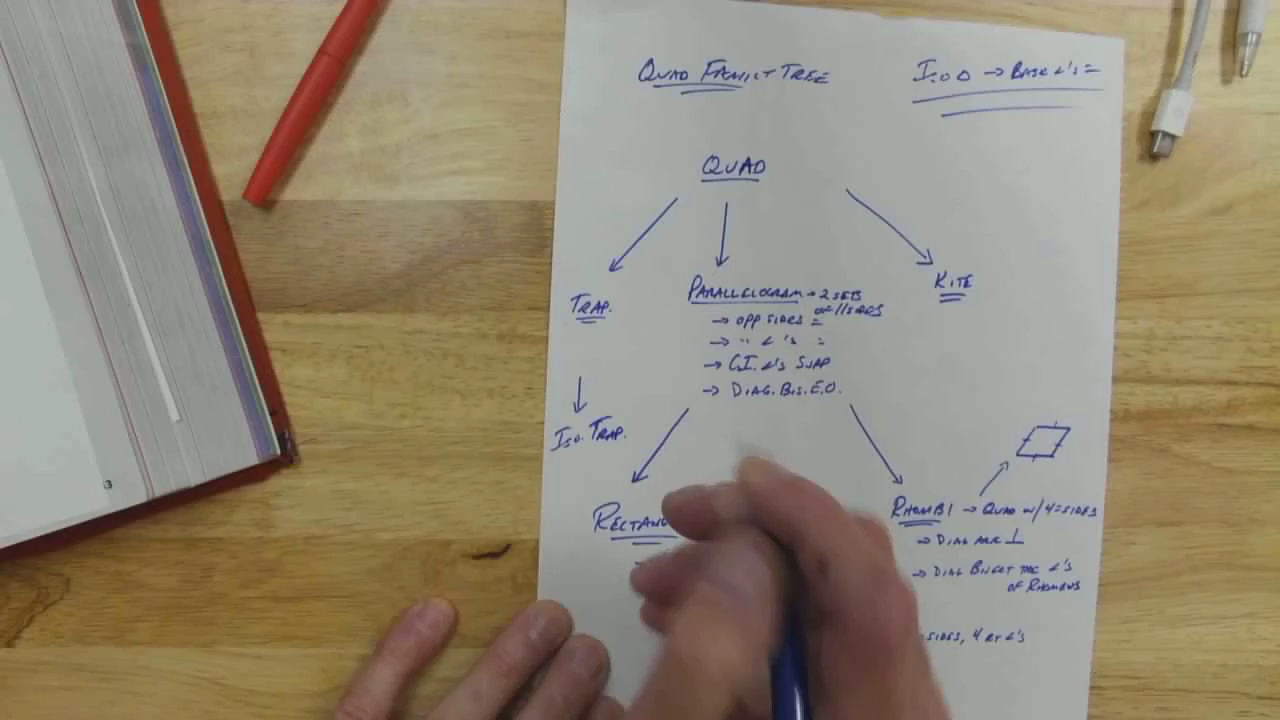 QUAD FAMILY TREE
ISO Δ → BASE ∠'S =
QUAD
TRAP.
PARALLELOGRAM → 2 SETS
OF // SIDES
KITE
→ OPP SIDES =
→ " ∠'S =
→ C.I. ∠'S SUPP
→ DIAG. BIS. E.O.
ISO. TRAP.
RECTANG
RHOMBI → QUAD W/ 4 = SIDES
→ DIAG ARE ⊥
→ DIAG BISECT THE ∠'S
OF RHOMBUS
SIDES, 4 RT ∠'S
3